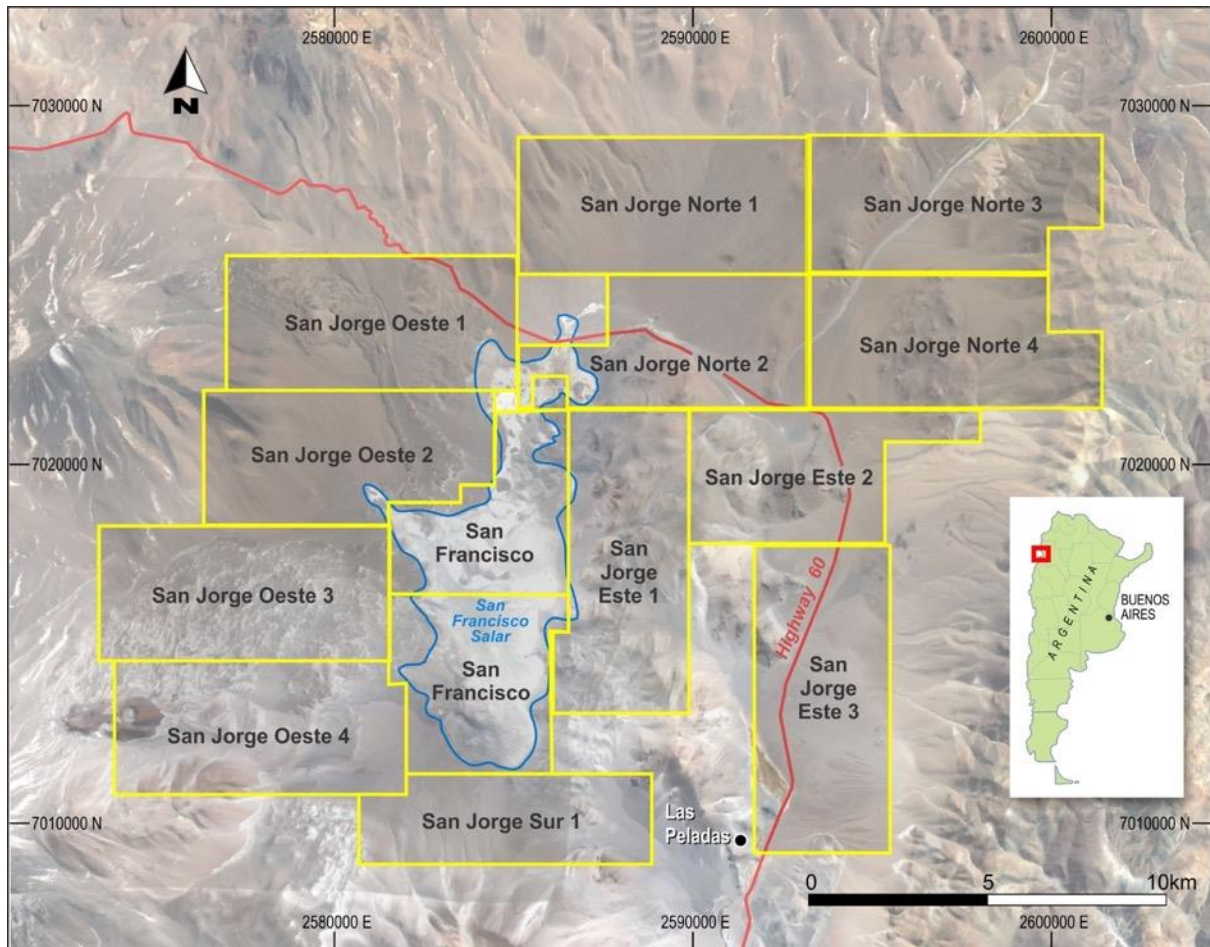 2580000 E
2590000 E
2600000 E
N
7030000 N
7030000 N
San Jorge Norte 1
San Jorge Norte 3
San Jorge Oeste 1
San Jorge Norte 2
San Jorge Norte 4
San Jorge Oeste 2
7020000 N
San Jorge Este 2
7020000 N
San
Francisco
San
Jorge
Este 1
San Jorge Oeste 3
San
Francisco
Salar
Highway 60
San
Francisco
San
Jorge
Este 3
San Jorge Oeste 4
ARGENTINA
BUENOS
AIRES
7010000 N
San Jorge Sur 1
Las
Peladas
7010000 N
0
5
10km
2580000 E
2590000 E
2600000 E